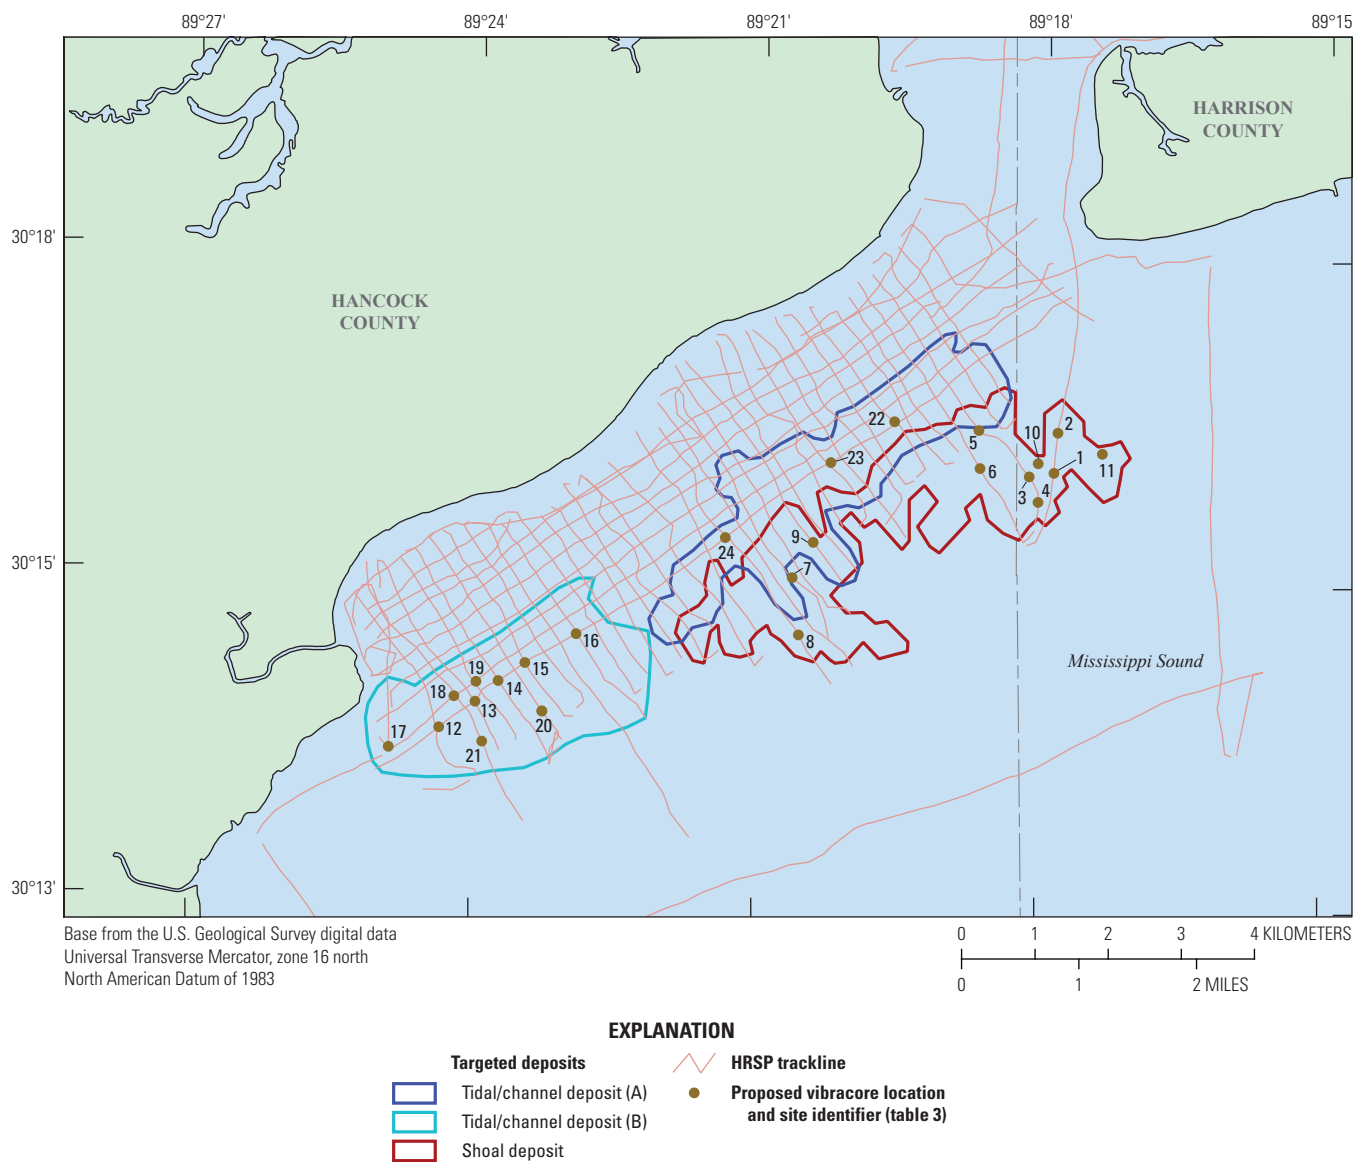 89°27' 89°24' 89°21' 89°18' 89°15
HARRISON
COUNTY
30°18'
HANCOCK
COUNTY
22
5
10
2
23
6
3
4
1
11
30°15'
24
9
7
16
8
19
15
18
14
Mississippi Sound
13
17
12
20
21
30°13'
Base from the U.S. Geological Survey digital data
Universal Transverse Mercator, zone 16 north
North American Datum of 1983
0 1 2 3 4 KILOMETERS
0 1 2 MILES
EXPLANATION
Targeted deposits
Tidal/channel deposit (A)
Tidal/channel deposit (B)
Shoal deposit
HRSP trackline
Proposed vibracore location
and site identifier (table 3)